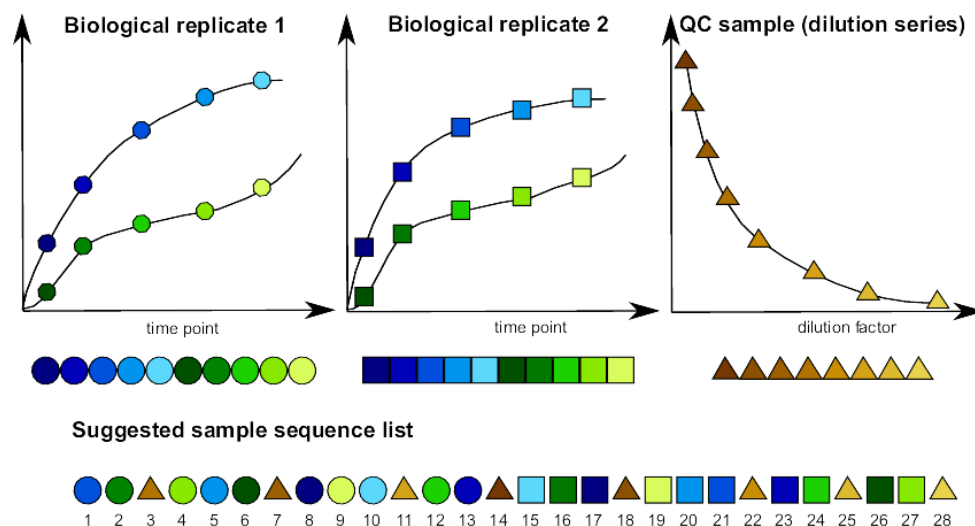 Biological replicate 1
Biological replicate 2
QC sample (dilution series)
time point
time point
dilution factor
Suggested sample sequence list
1 2 3 4 5 6 7 8 9 10 11 12 13 14 15 16 17 18 19 20 21 22 23 24 25 26 27 28